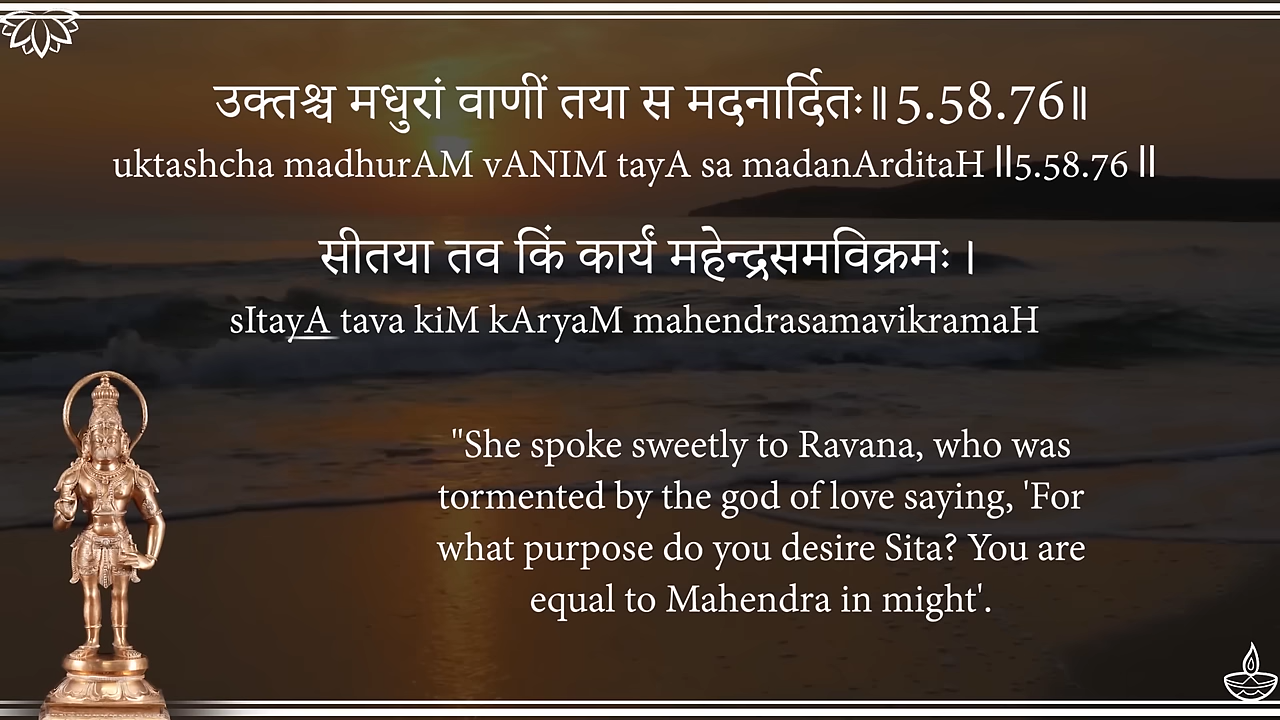 उक्तश्च मधुरां वाणीं तया स मदनार्दितः॥5.58.76॥
uktashcha madhurAM vANIM tayA sa madanArditaH ||5.58.76 ||
सीतया तव किं कार्यं महेन्द्रसमविक्रमः ।
sItayA tava kiM kAryaM mahendrasamavikramaH
"She spoke sweetly to Ravana, who was
tormented by the god of love saying, 'For
what purpose do you desire Sita? You are
equal to Mahendra in might'.